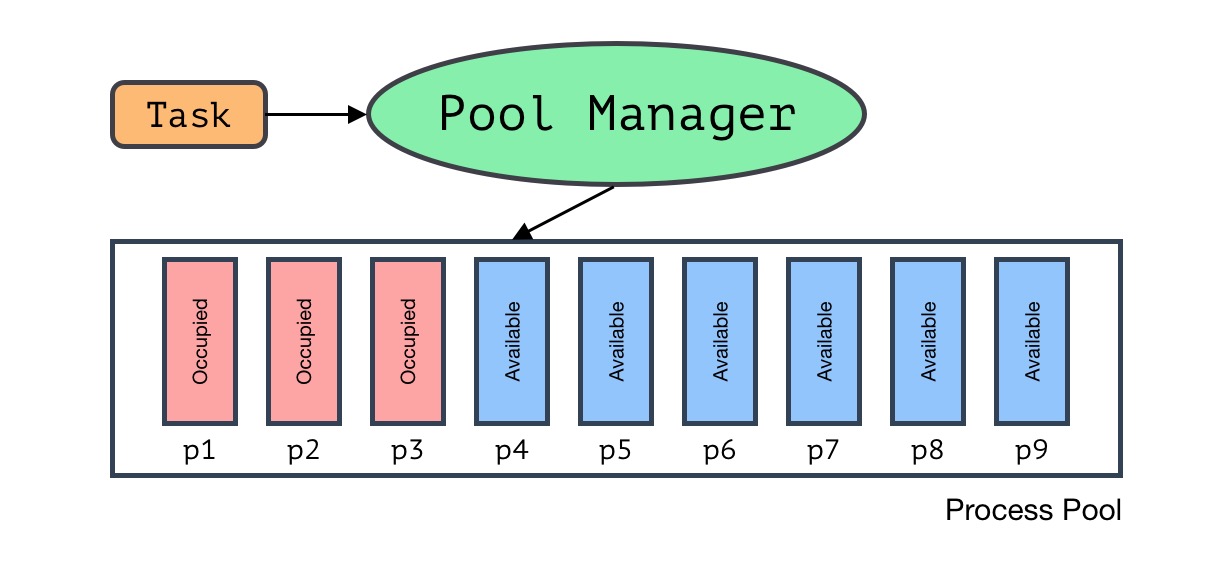 Task
Pool Manager
Occupied
Occupied
Occupied
Available
Available
Available
Available
Available
Available
p1 p2 p3 p4 p5 p6 p7 p8 p9
Process Pool